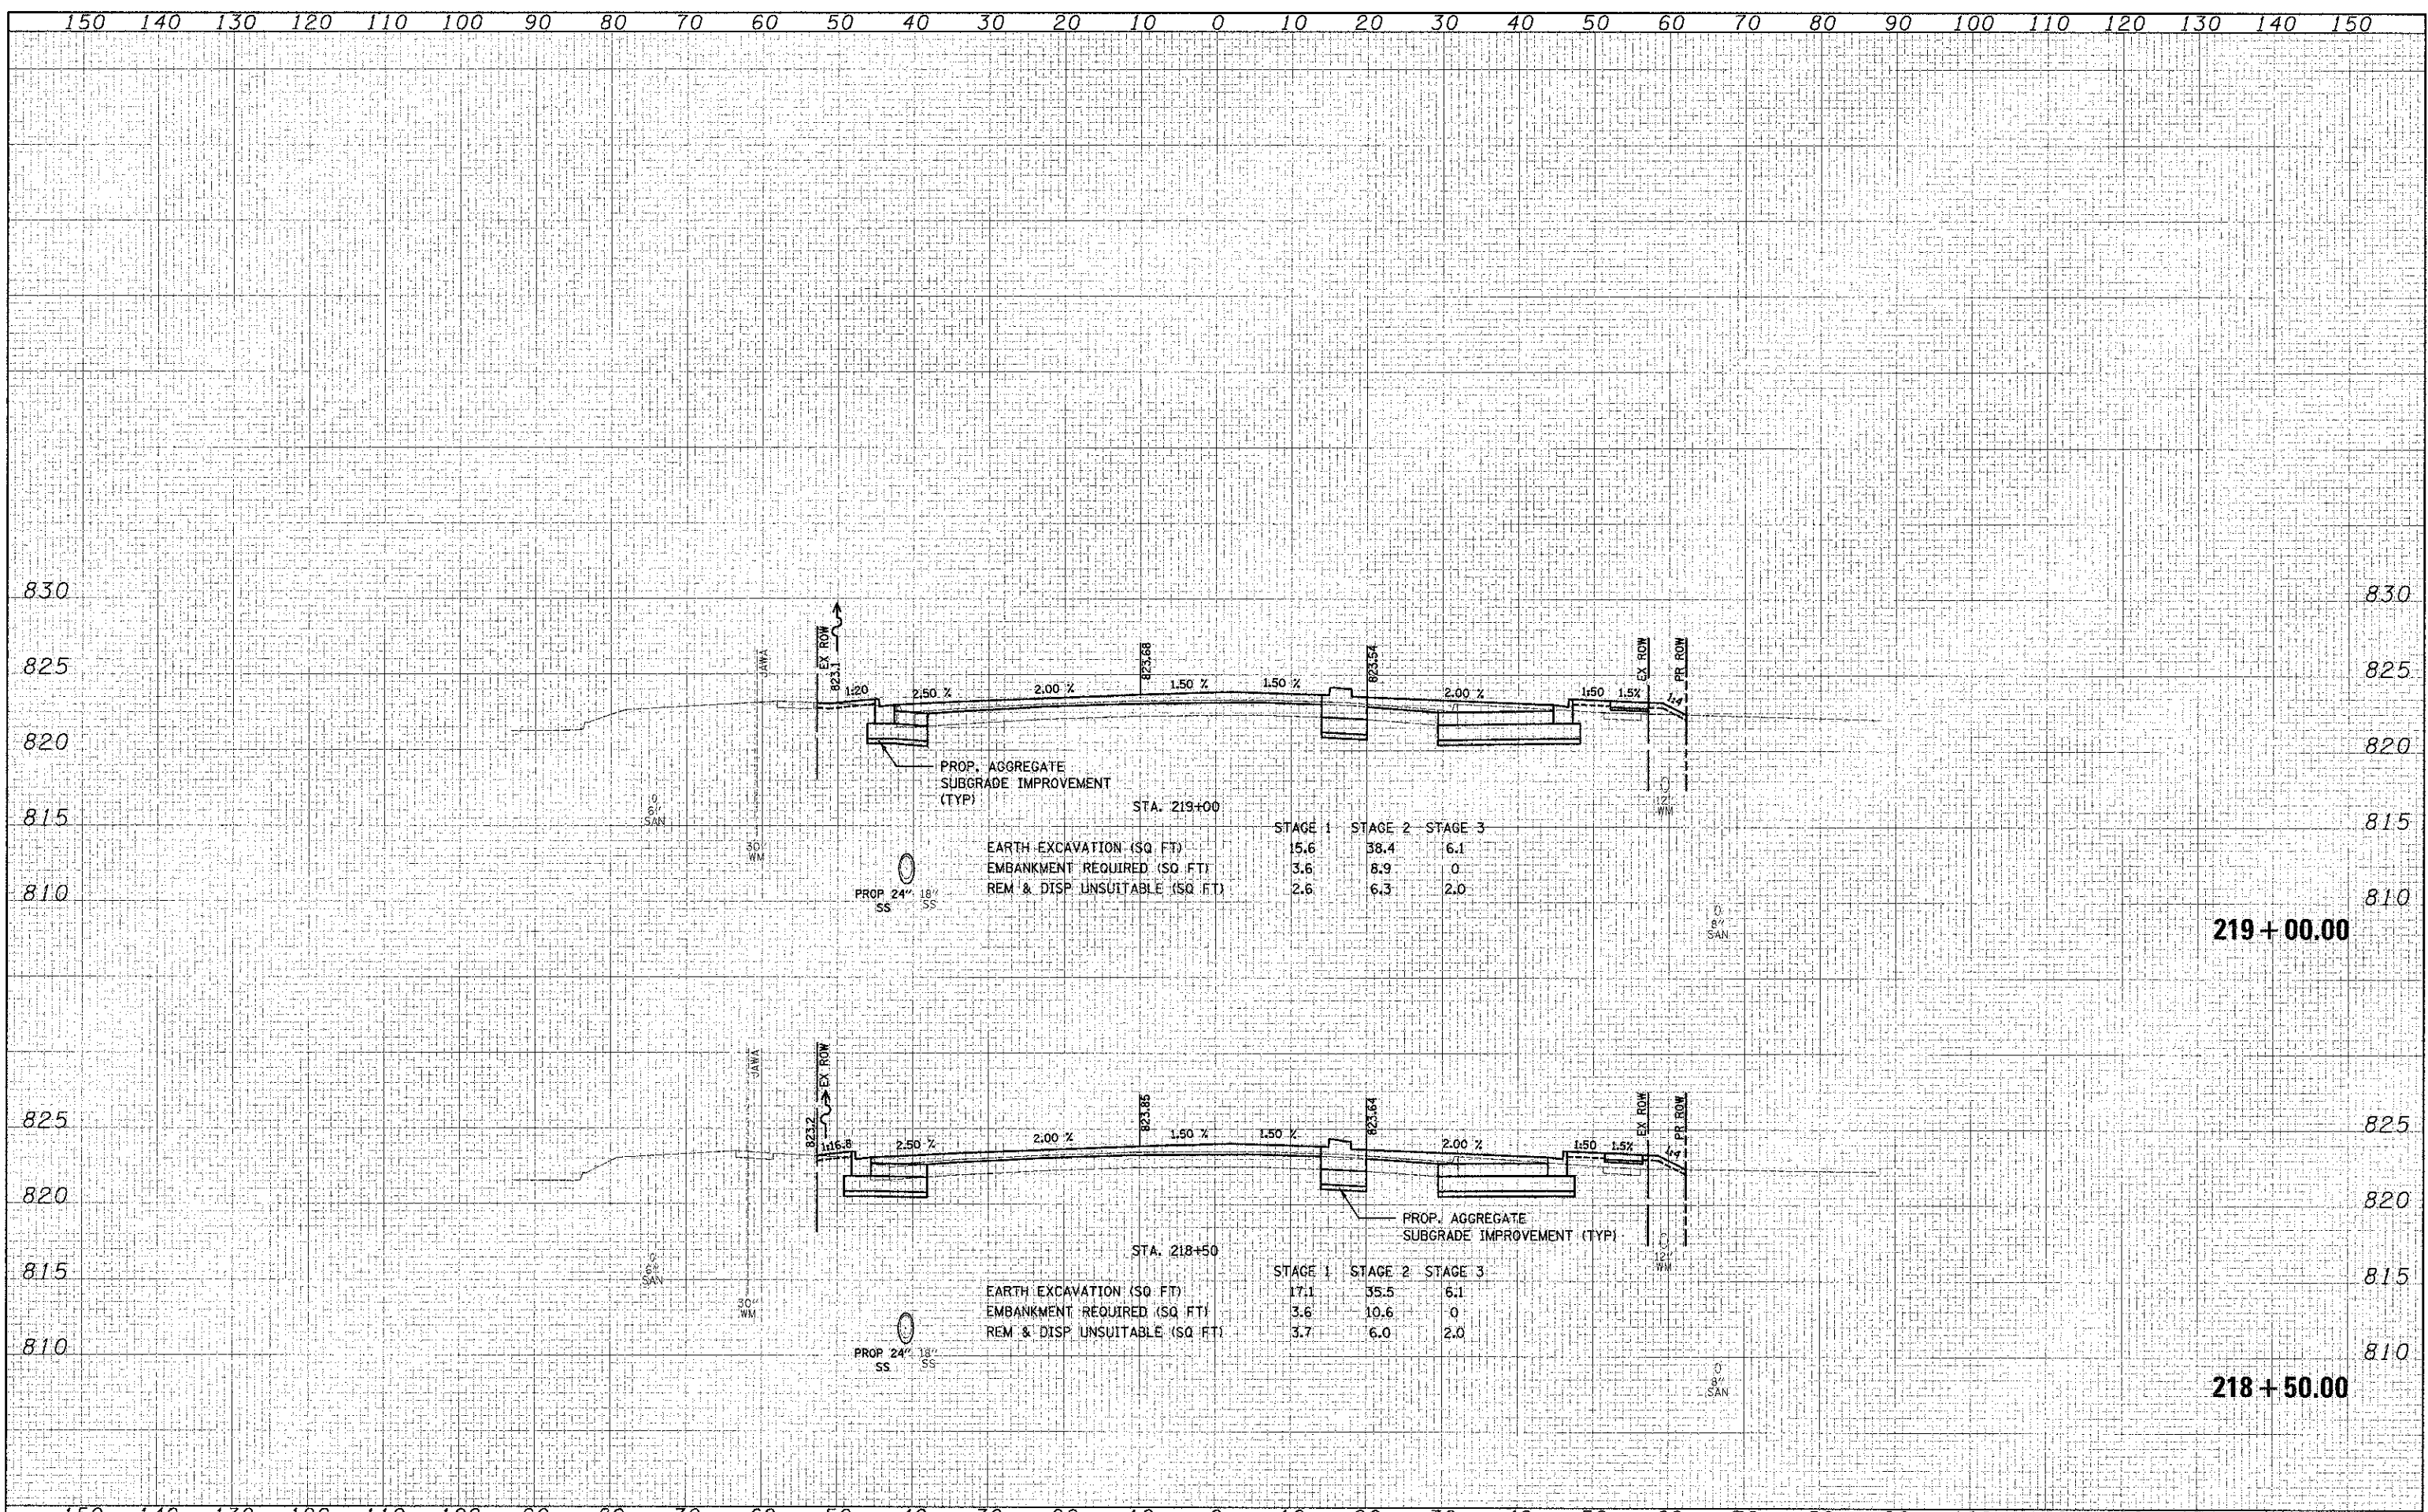 150 140 130 120 110 100 90 80 70 60 50 40 30 20 10 0 10 20 30 40 50 60 70 80 90 100 110 120 130 140 150
830 830
EX ROW
823.1
JAWA
823.68
823.54
EX ROW
PR ROW
825 825
1:20 2.50 % 2.00 % 1.50 % 1.50 % 2.00 % 1:50 1.5% 1:4
820 820
PROP. AGGREGATE
SUBGRADE IMPROVEMENT
(TYP)
STA. 219+00
SAN
12"
WM
815 815
STAGE 1 STAGE 2 STAGE 3
EARTH EXCAVATION (SQ FT) 15.6 38.4 6.1
EMBANKMENT REQUIRED (SQ FT) 3.6 8.9 0
REM & DISP UNSUITABLE (SQ FT) 2.6 6.3 2.0
30"
WM
PROP 24" 18"
SS SS
810 810
8"
SAN
219+00.00
EX ROW
823.2
JAWA
823.85
823.64
EX ROW
PR ROW
825 825
1:16.8 2.50 % 2.00 % 1.50 % 1.50 % 2.00 % 1:50 1.5% 1:4
820 820
PROP. AGGREGATE
SUBGRADE IMPROVEMENT (TYP)
STA. 218+50
SAN
12"
WM
815 815
STAGE 1 STAGE 2 STAGE 3
EARTH EXCAVATION (SQ FT) 17.1 35.5 6.1
EMBANKMENT REQUIRED (SQ FT) 3.6 10.6 0
REM & DISP UNSUITABLE (SQ FT) 3.7 6.0 2.0
30"
WM
PROP 24" 18"
SS SS
810 810
8"
SAN
218+50.00